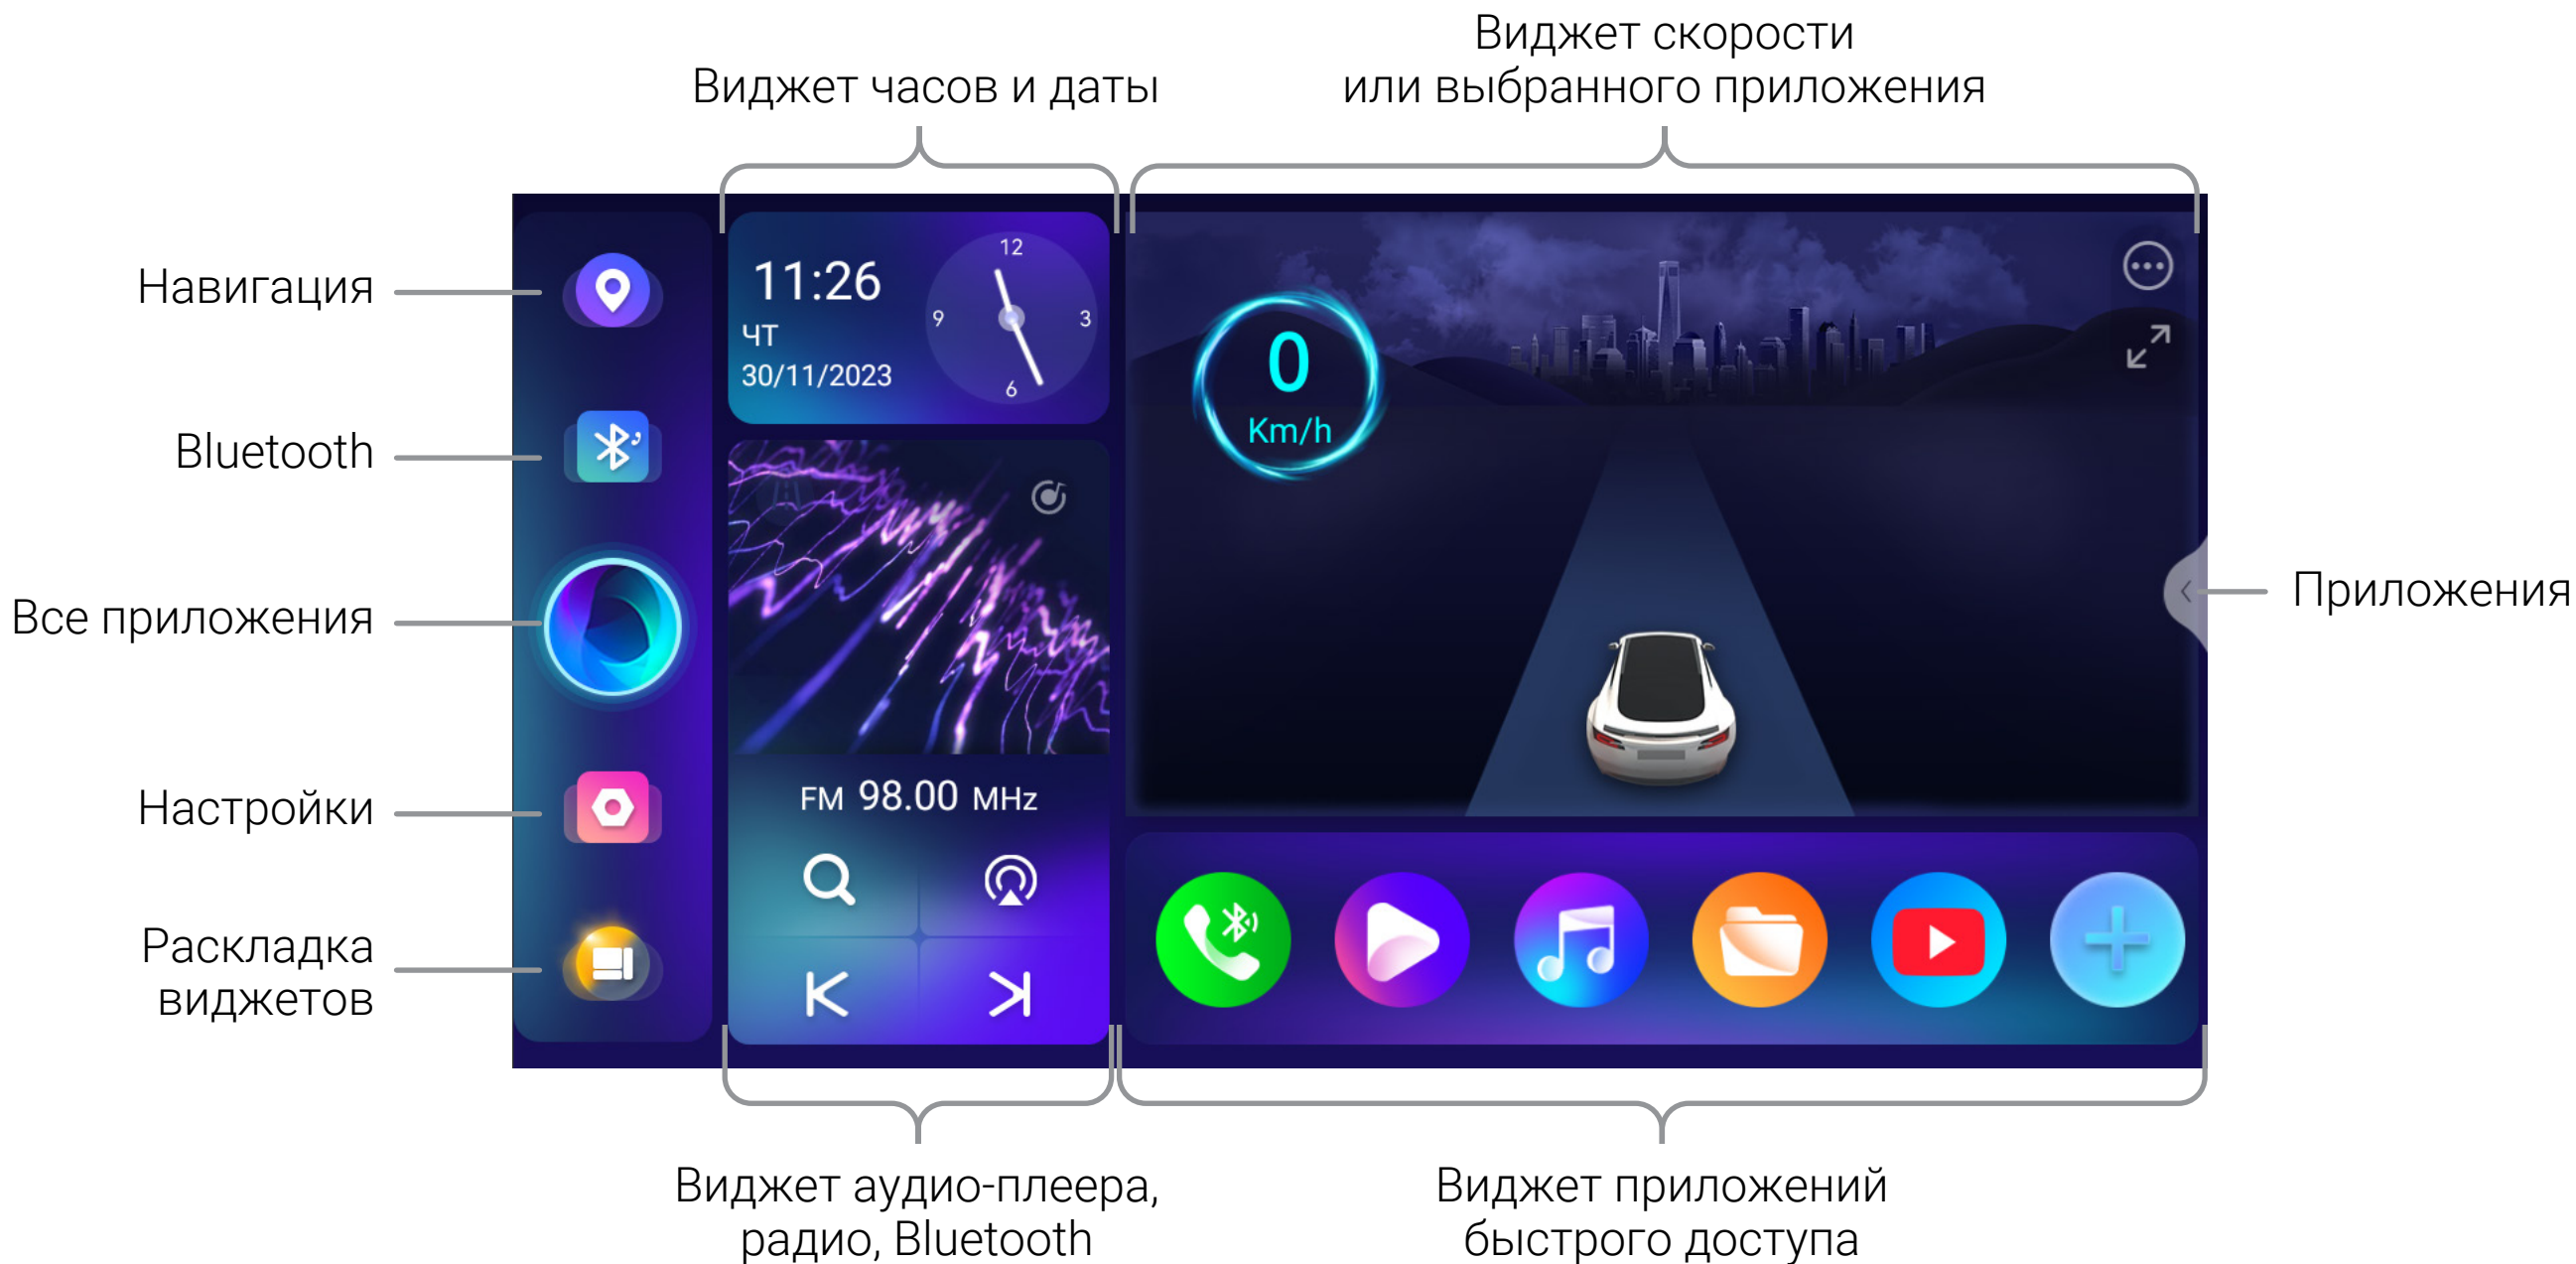 Виджет скорости
или выбранного приложения
Виджет часов и даты
Навигация
Bluetooth
Все приложения
Настройки
Раскладка
виджетов
11:26
ЧТ
30/11/2023
12
9
3
6
FM 98.00 MHz
0
Km/h
Приложения
Виджет аудио-плеера,
радио, Bluetooth
Виджет приложений
быстрого доступа